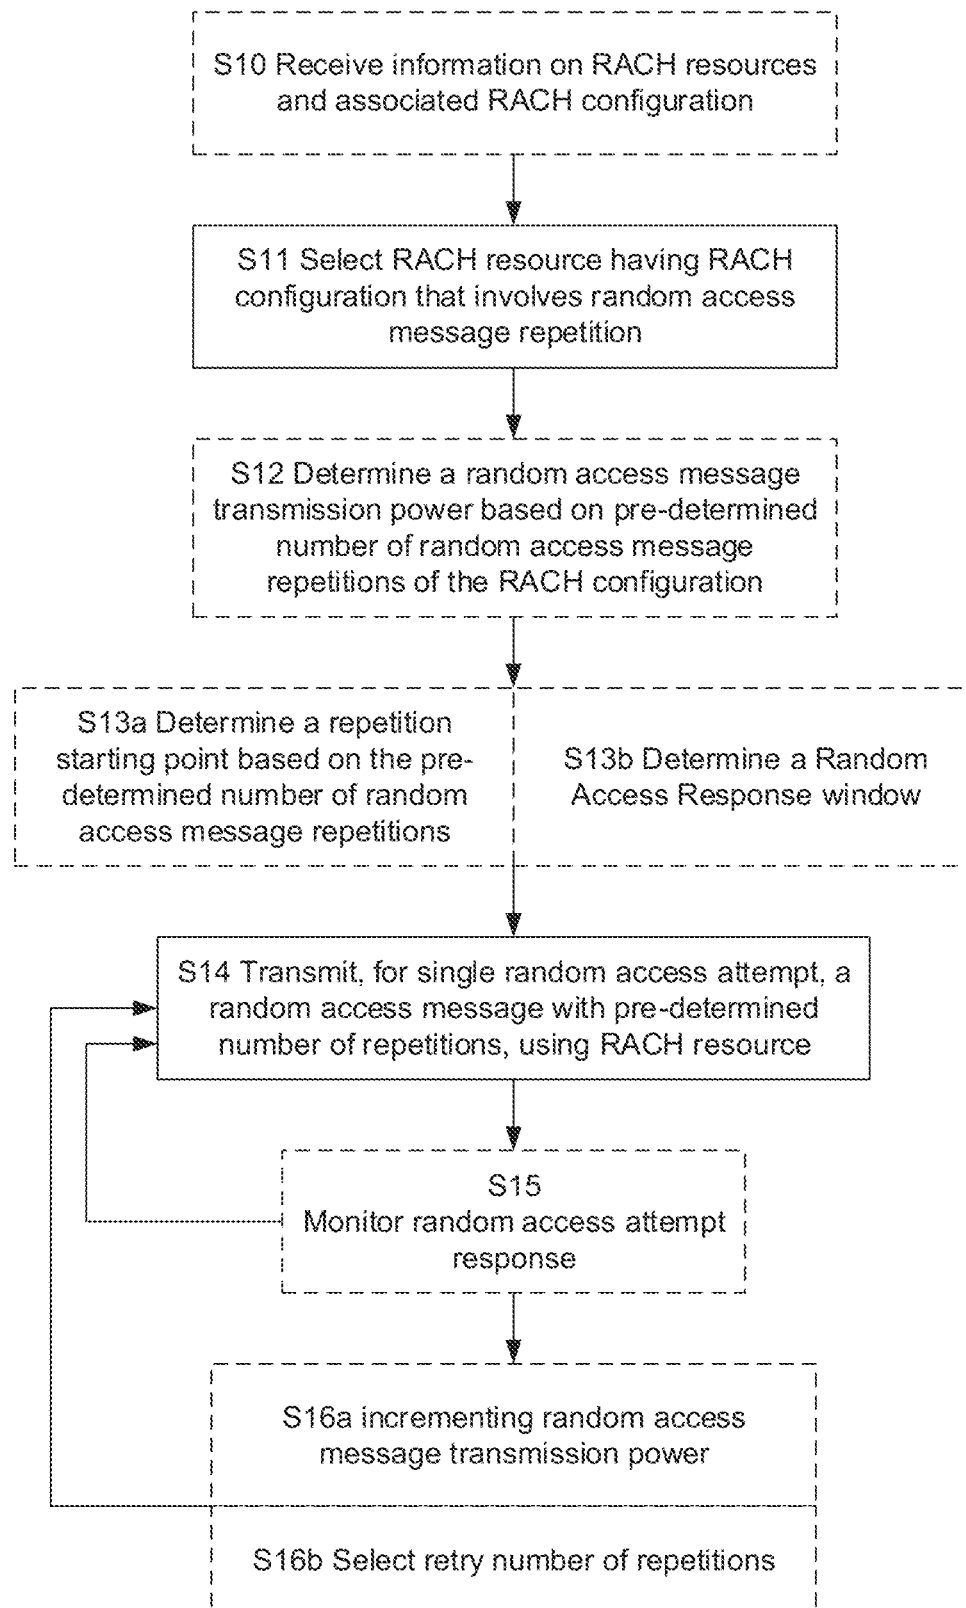 S10 Receive information on RACH resources
and associated RACH configuration
S11 Select RACH resource having RACH
configuration that involves random access
message repetition
S12 Determine a random access message
transmission power based on pre-determined
number of random access message
repetitions of the RACH configuration
S13a Determine a repetition
starting point based on the pre-
determined number of random
access message repetitions
S13b Determine a Random
Access Response window
S14 Transmit, for single random access attempt, a
random access message with pre-determined
number of repetitions, using RACH resource
S15
Monitor random access attempt
response
S16a incrementing random access
message transmission power
S16b Select retry number of repetitions